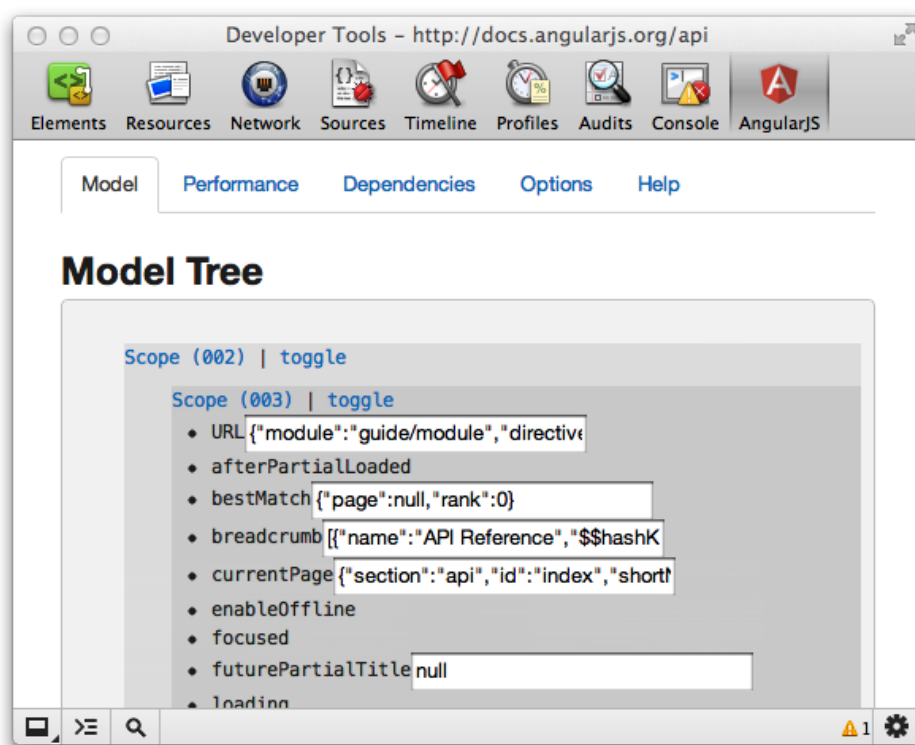 Developer Tools – http://docs.angularjs.org/api
Elements Resources Network Sources Timeline Profiles Audits Console AngularJS
Model Performance Dependencies Options Help
Model Tree
Scope (002) | toggle
Scope (003) | toggle
• URL {"module":"guide/module","directive
• afterPartialLoaded
• bestMatch {"page":null,"rank":0}
• breadcrumb [{"name":"API Reference","$$hashK
• currentPage {"section":"api","id":"index","short
• enableOffline
• focused
• futurePartialTitle null
• loading
1